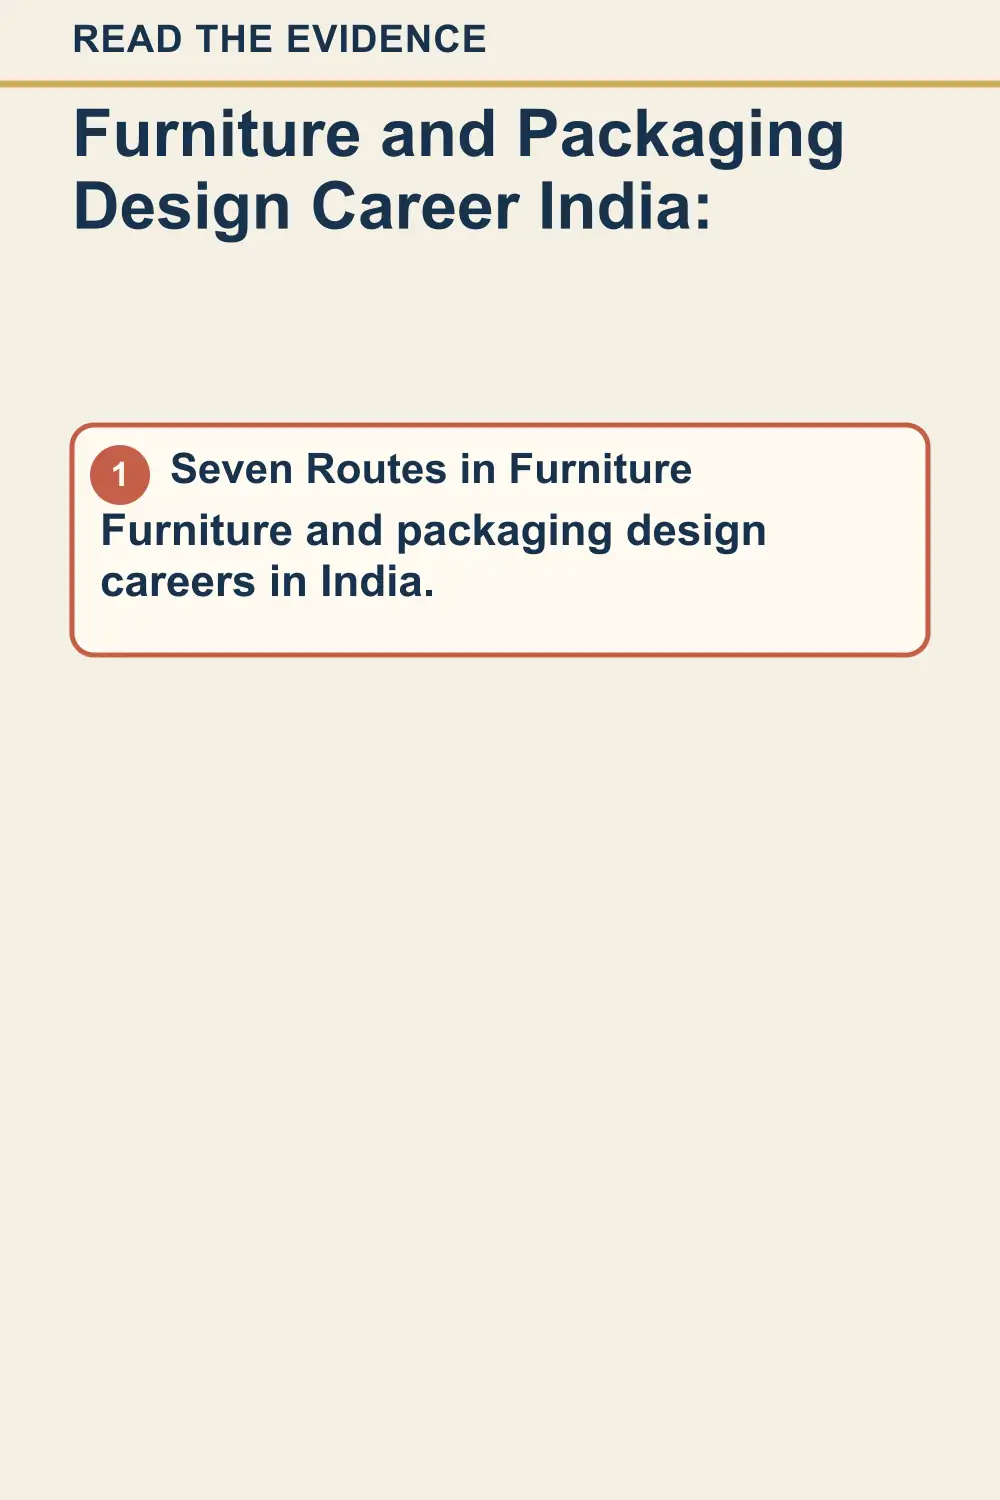 READ THE EVIDENCE
Furniture and Packaging
Design Career India:
1 Seven Routes in Furniture
Furniture and packaging design
careers in India.